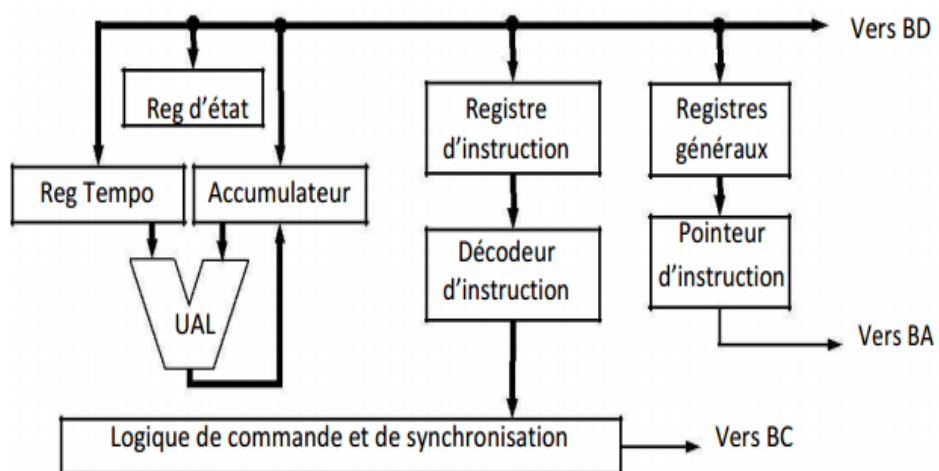 Vers BD
Reg d'état
Registre
d'instruction
Registres
généraux
Reg Tempo
Accumulateur
Décodeur
d'instruction
Pointeur
d'instruction
UAL
Vers BA
Logique de commande et de synchronisation
Vers BC